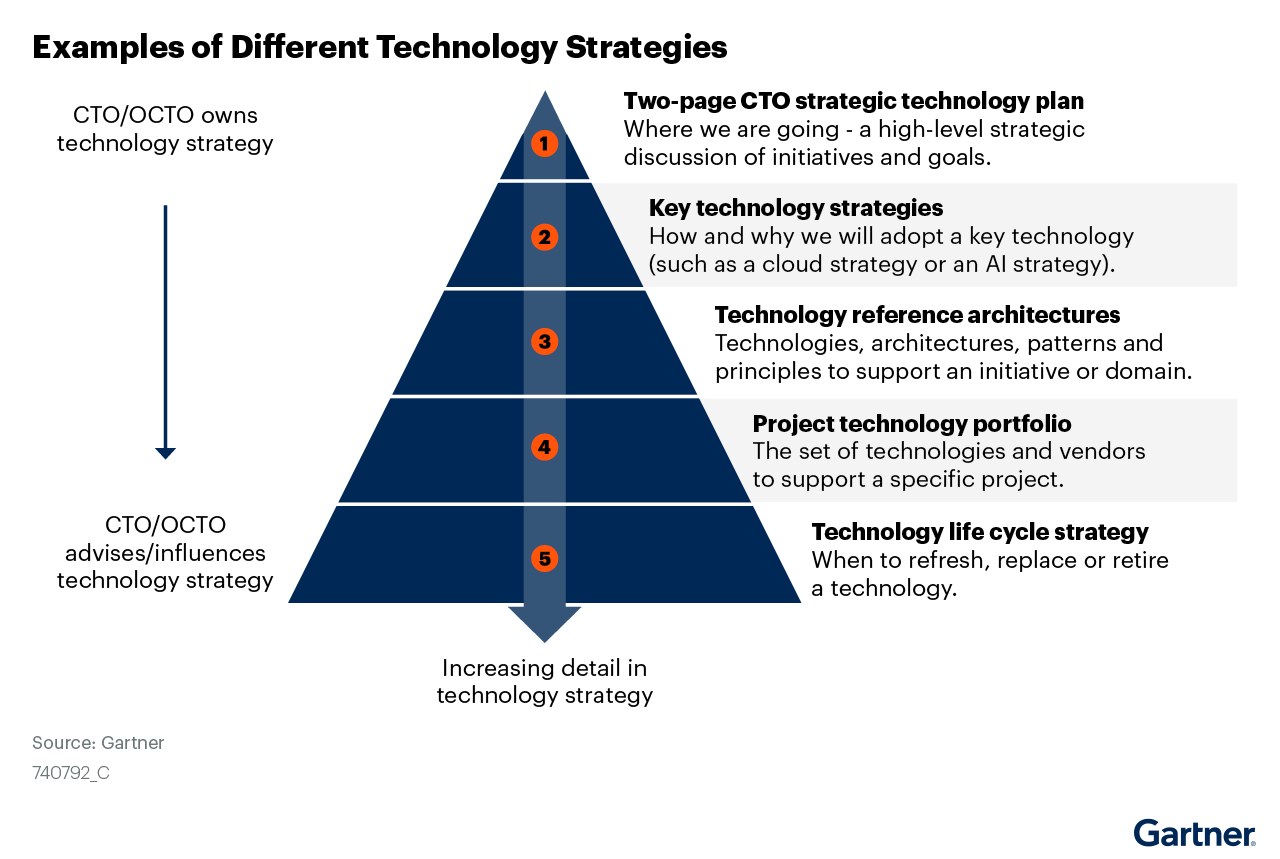 Examples of Different Technology Strategies
CTO/OCTO owns
technology strategy
CTO/OCTO
advises/influences
technology strategy
1
Two-page CTO strategic technology plan
Where we are going - a high-level strategic
discussion of initiatives and goals.
2
Key technology strategies
How and why we will adopt a key technology
(such as a cloud strategy or an AI strategy).
3
Technology reference architectures
Technologies, architectures, patterns and
principles to support an initiative or domain.
4
Project technology portfolio
The set of technologies and vendors
to support a specific project.
5
Technology life cycle strategy
When to refresh, replace or retire
a technology.
Increasing detail in
technology strategy
Source: Gartner
740792_C
Gartner®